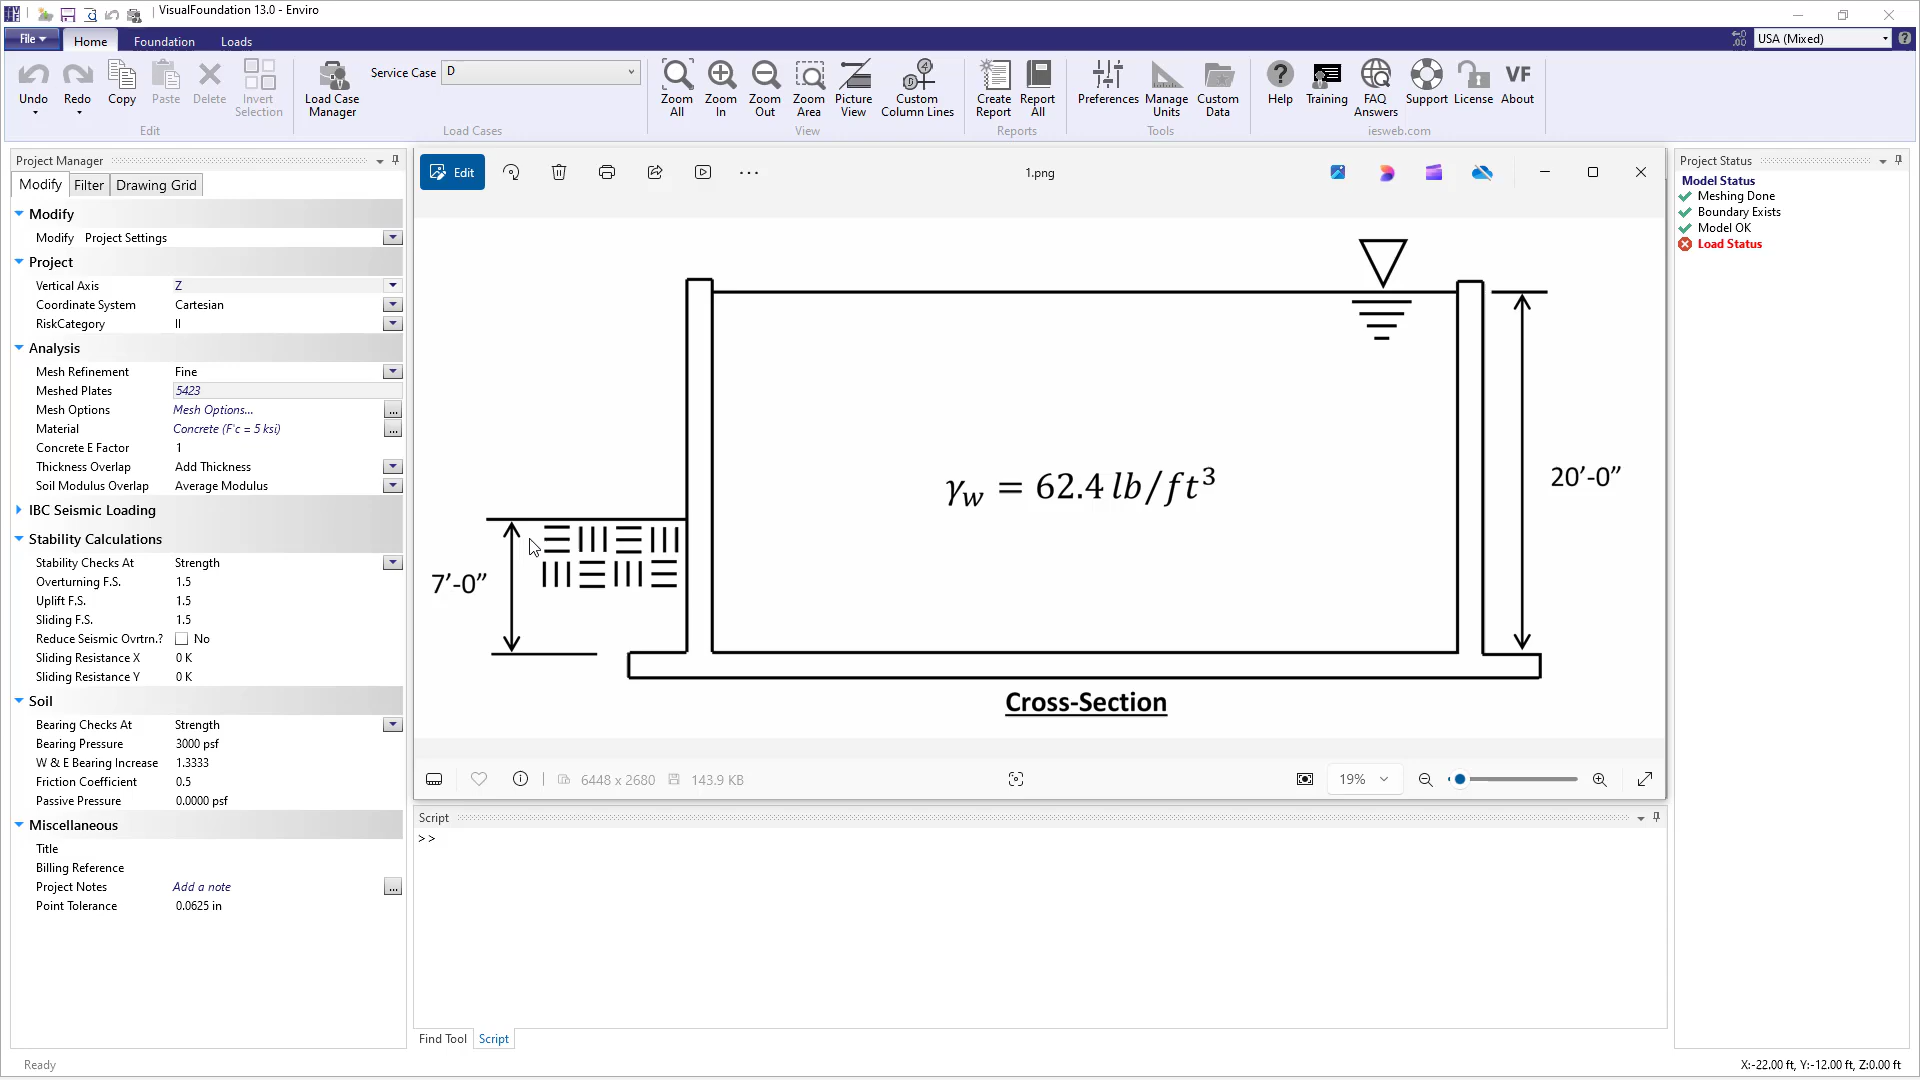 VisualFoundation 13.0 - Enviro
File Home Foundation Loads
USA (Mixed)
Undo Redo Copy Paste Delete Invert Selection
Edit
Load Case Manager
Service Case D
Load Cases
Zoom All Zoom In Zoom Out Zoom Area Picture View Custom Column Lines
View
Create Report Report All
Reports
Preferences Manage Units Custom Data
Tools
Help Training FAQ Answers Support License About
iesweb.com
Project Manager
Modify Filter Drawing Grid
Modify
Modify Project Settings
Project
Vertical Axis Z
Coordinate System Cartesian
RiskCategory II
Analysis
Mesh Refinement Fine
Meshed Plates 5423
Mesh Options Mesh Options...
Material Concrete (F'c = 5 ksi)
Concrete E Factor 1
Thickness Overlap Add Thickness
Soil Modulus Overlap Average Modulus
IBC Seismic Loading
Stability Calculations
Stability Checks At Strength
Overturning F.S. 1.5
Uplift F.S. 1.5
Sliding F.S. 1.5
Reduce Seismic Ovrtrn.? No
Sliding Resistance X 0 K
Sliding Resistance Y 0 K
Soil
Bearing Checks At Strength
Bearing Pressure 3000 psf
W & E Bearing Increase 1.3333
Friction Coefficient 0.5
Passive Pressure 0.0000 psf
Miscellaneous
Title
Billing Reference
Project Notes Add a note
Point Tolerance 0.0625 in
Edit
1.png
γw = 62.4 lb/ft³
20'-0”
7'-0”
Cross-Section
6448 x 2680 143.9 KB
19%
Script
>>
Find Tool Script
Project Status
Model Status
Meshing Done
Boundary Exists
Model OK
Load Status
Ready
X:-22.00 ft, Y:-12.00 ft, Z:0.00 ft